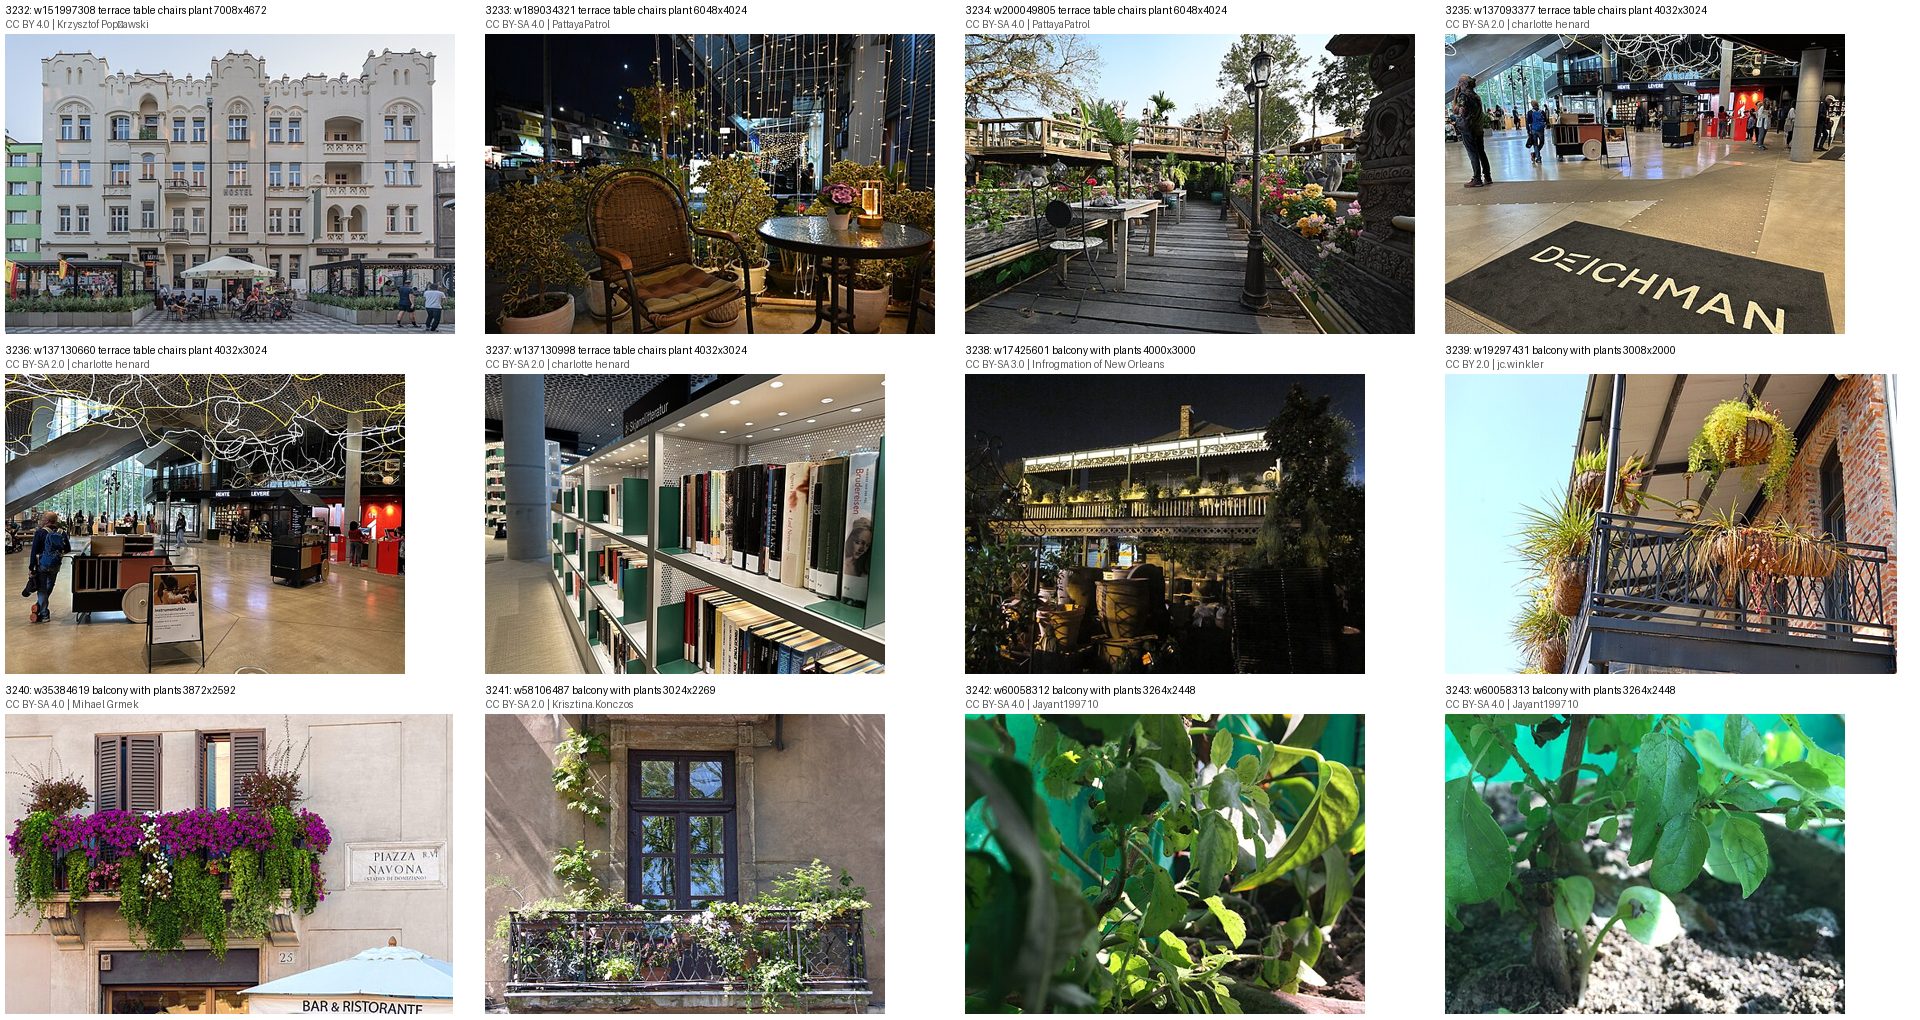 3232: w151997308 terrace table chairs plant 7008x4672
3233: w189034321 terrace table chairs plant 6048x4024
3234: w200049805 terrace table chairs plant 6048x4024
3235: w137093377 terrace table chairs plant 4032x3024
CC BY 4.0 | Krzysztof
CC BY-SA 4.0 | PattayaPatrol
CC BY-SA 4.0 | PattayaPatrol
CC BY-SA 2.0 | charlotte henard
HOSTEL
HENTE LEVERE LÅNE
DEICHMAN
3236: w137130660 terrace table chairs plant 4032x3024
3237: w137130998 terrace table chairs plant 4032x3024
3238: w17425601 balcony with plants 4000x3000
3239: w19297431 balcony with plants 3008x2000
CC BY-SA 2.0 | charlotte henard
CC BY-SA 2.0 | charlotte henard
CC BY-SA 3.0 | Infrogmation of New Orleans
CC BY 2.0 | jc.winkler
HENTE LEVERE
Skjønnlitteratur
3240: w35384619 balcony with plants 3872x2592
3241: w58106487 balcony with plants 3024x2269
3242: w60058312 balcony with plants 3264x2448
3243: w60058313 balcony with plants 3264x2448
CC BY-SA 4.0 | Mihael Grmek
CC BY-SA 2.0 | Krisztina.Konczos
CC BY-SA 4.0 | Jayant199710
CC BY-SA 4.0 | Jayant199710
PIAZZA R.VI
NAVONA
(STADIO DI DOMIZIANO)
25
BAR & RISTORANTE